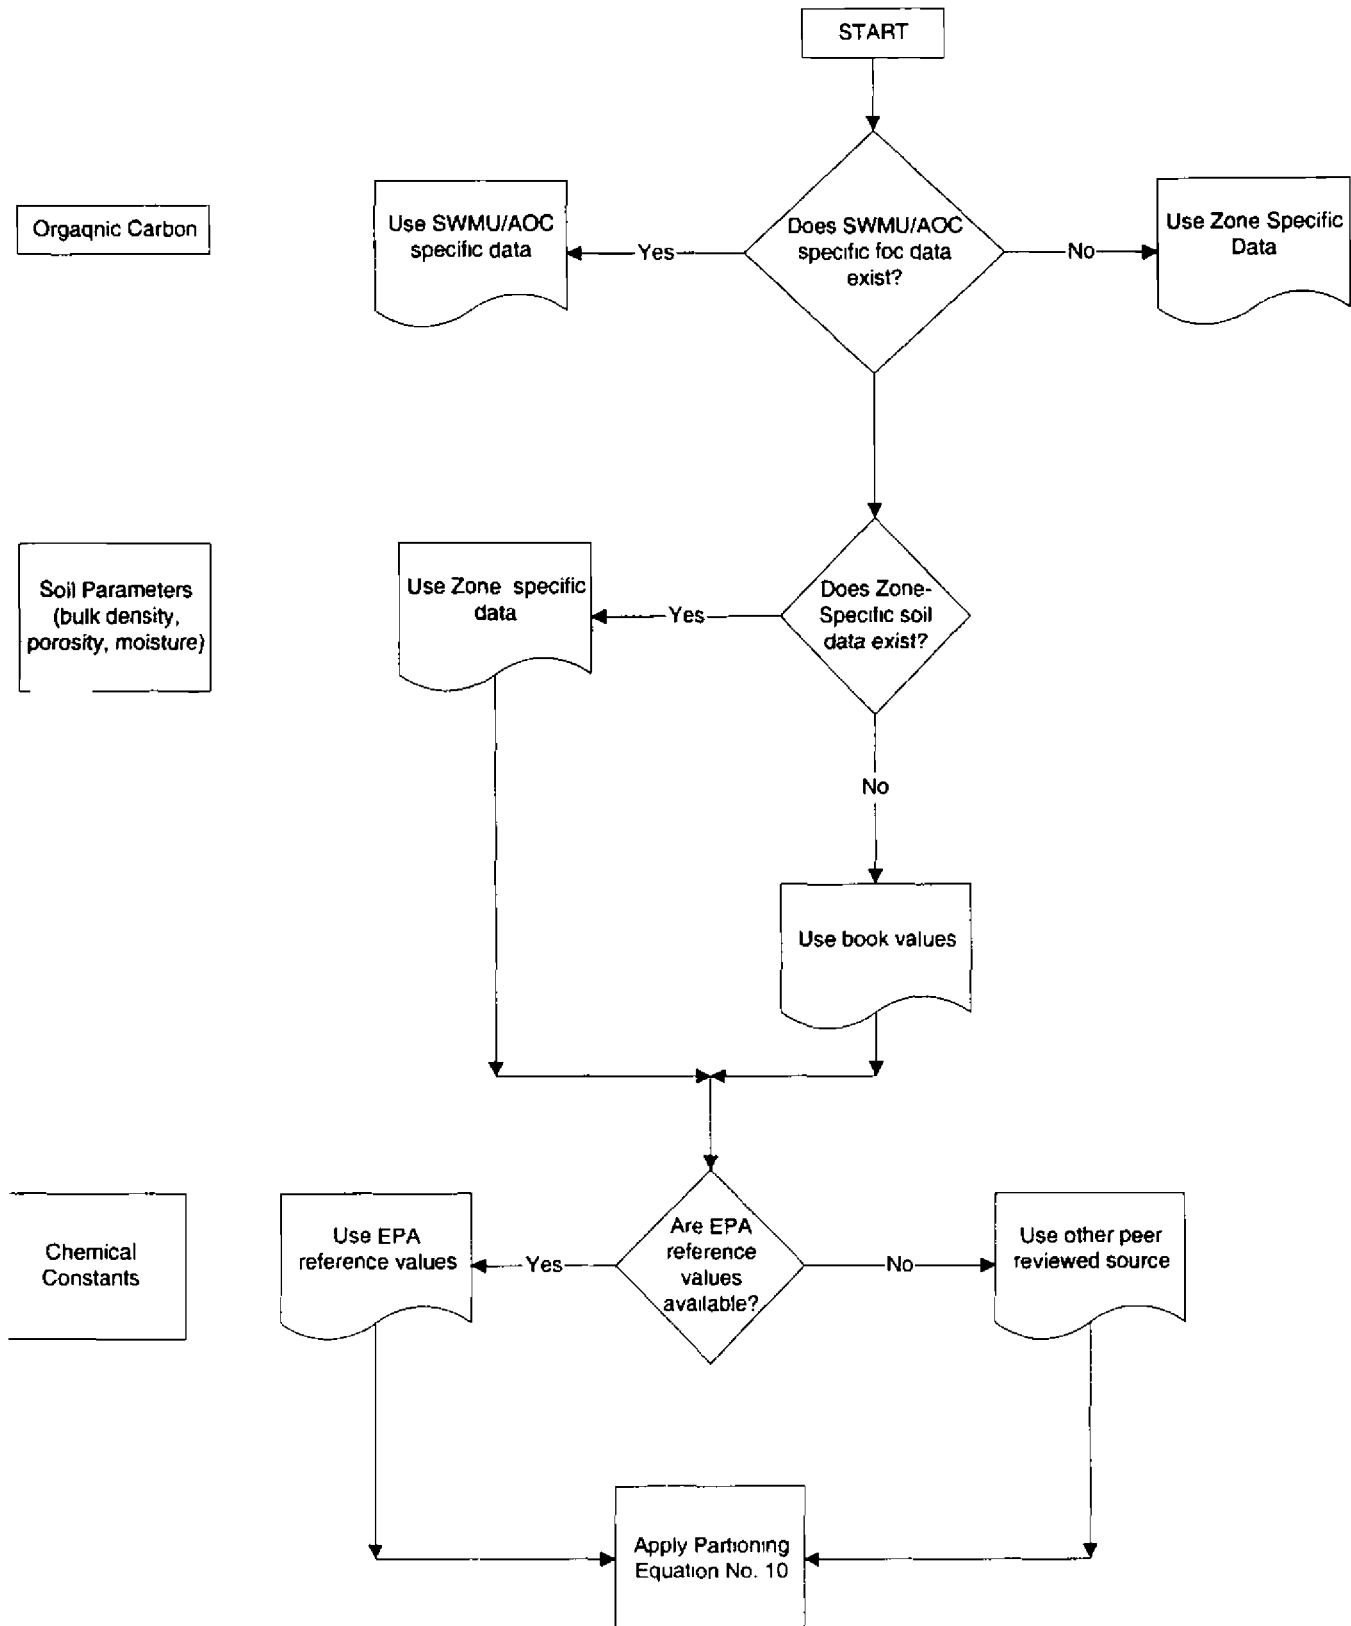 START
Orgaqnic Carbon
Use SWMU/AOC
specific data
Yes
Does SWMU/AOC
specific foc data
exist?
No
Use Zone Specific
Data
Soil Parameters
(bulk density,
porosity, moisture)
Use Zone specific
data
Yes
Does Zone-
Specific soil
data exist?
No
Use book values
Chemical
Constants
Use EPA
reference values
Yes
Are EPA
reference
values
available?
No
Use other peer
reviewed source
Apply Partioning
Equation No. 10